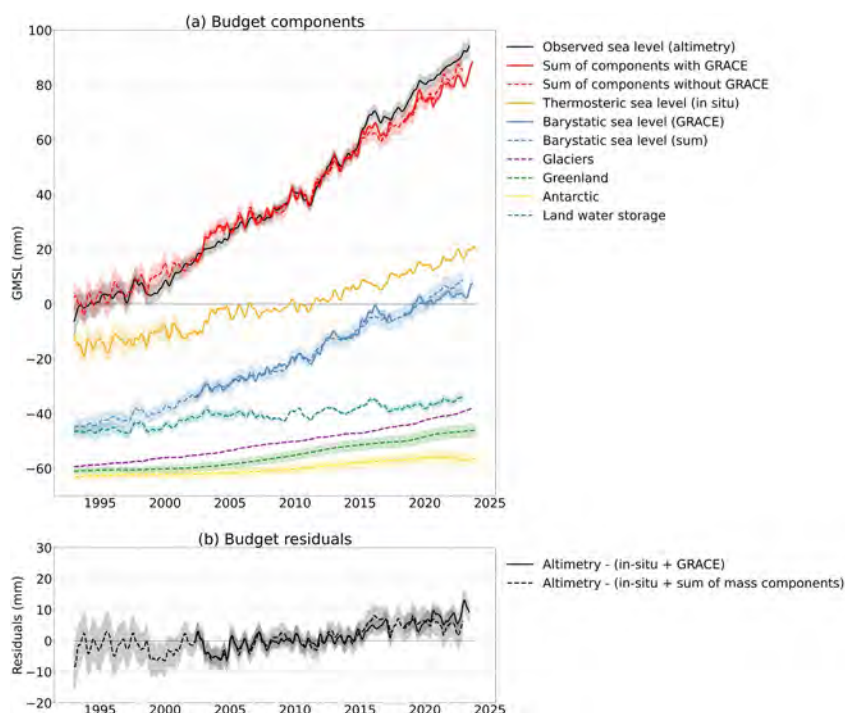 (a) Budget components
GMSL (mm)
100
80
60
40
20
0
−20
−40
−60
1995 2000 2005 2010 2015 2020 2025
Observed sea level (altimetry)
Sum of components with GRACE
Sum of components without GRACE
Thermosteric sea level (in situ)
Barystatic sea level (GRACE)
Barystatic sea level (sum)
Glaciers
Greenland
Antarctic
Land water storage
(b) Budget residuals
Residuals (mm)
30
20
10
0
−10
−20
1995 2000 2005 2010 2015 2020 2025
Altimetry - (in-situ + GRACE)
Altimetry - (in-situ + sum of mass components)